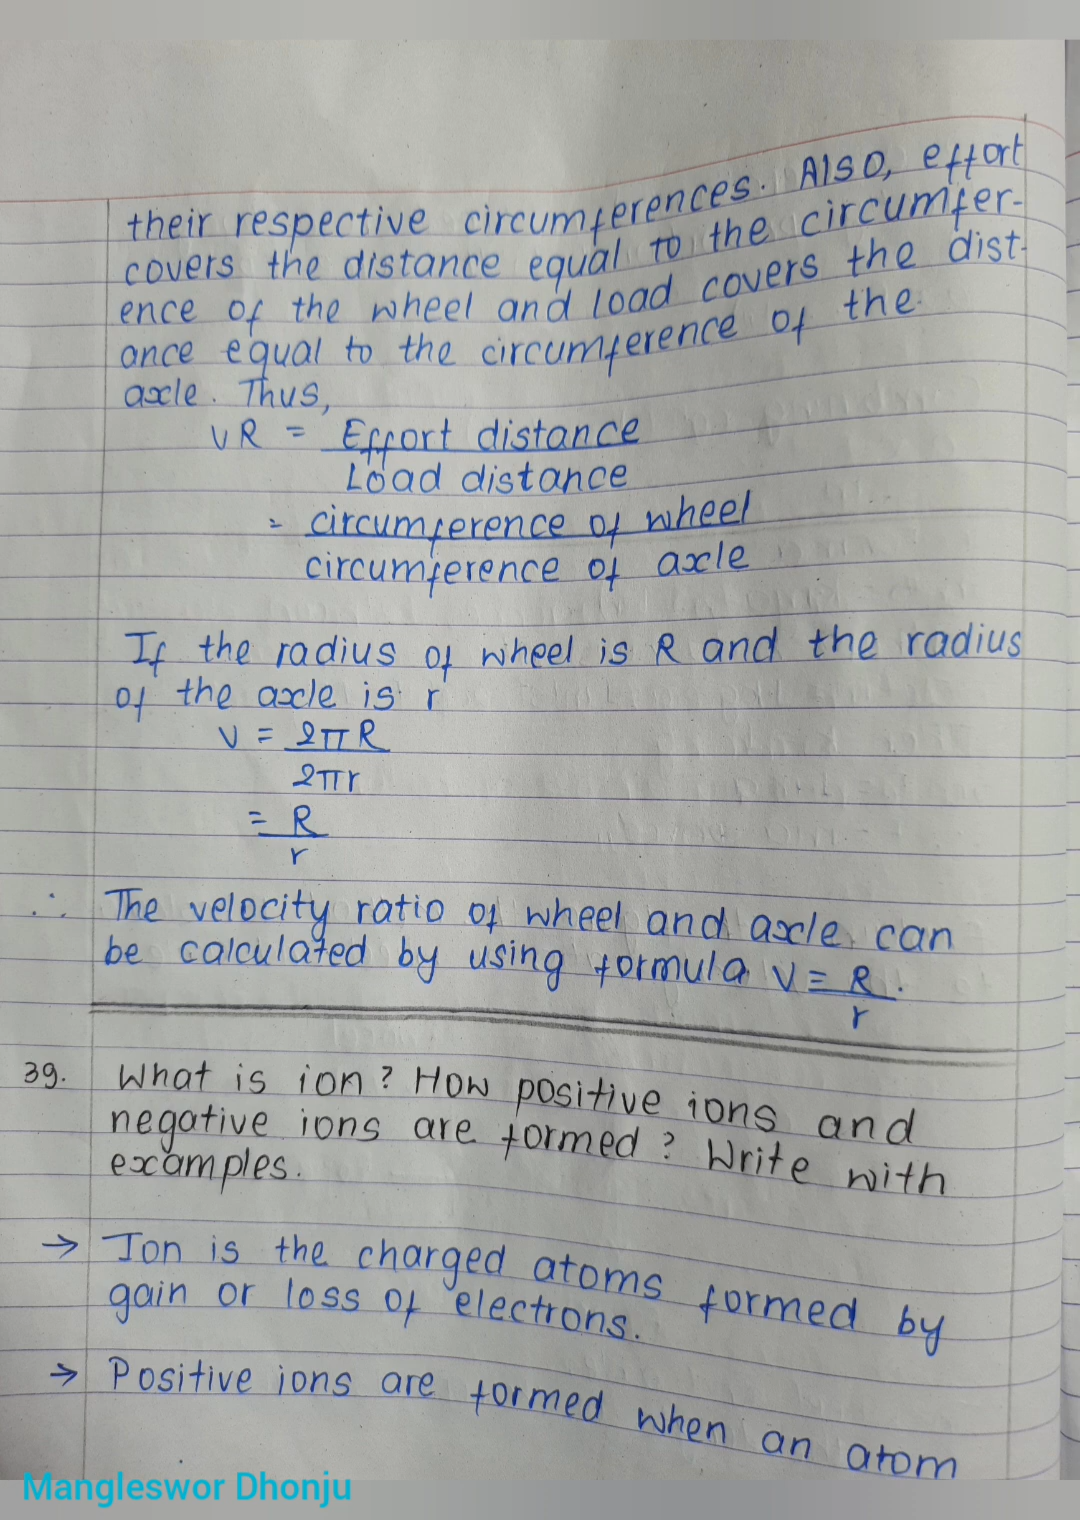 their respective circumferences. Also, effort
covers the distance equal to the circumfer-
ence of the wheel and load covers the dist-
ance equal to the circumference of the
axle. Thus,
VR = Effort distance
Load distance
= circumference of wheel
circumference of axle
If the radius of wheel is R and the radius
of the axle is r
V = 2πR
2πr
= R
r
∴ The velocity ratio of wheel and axle can
be calculated by using formula V = R.
r
39. What is ion? How positive ions and
negative ions are formed? Write with
examples.
→ Ion is the charged atoms formed by
gain or loss of electrons.
→ Positive ions are formed when an atom
Mangleswor Dhonju